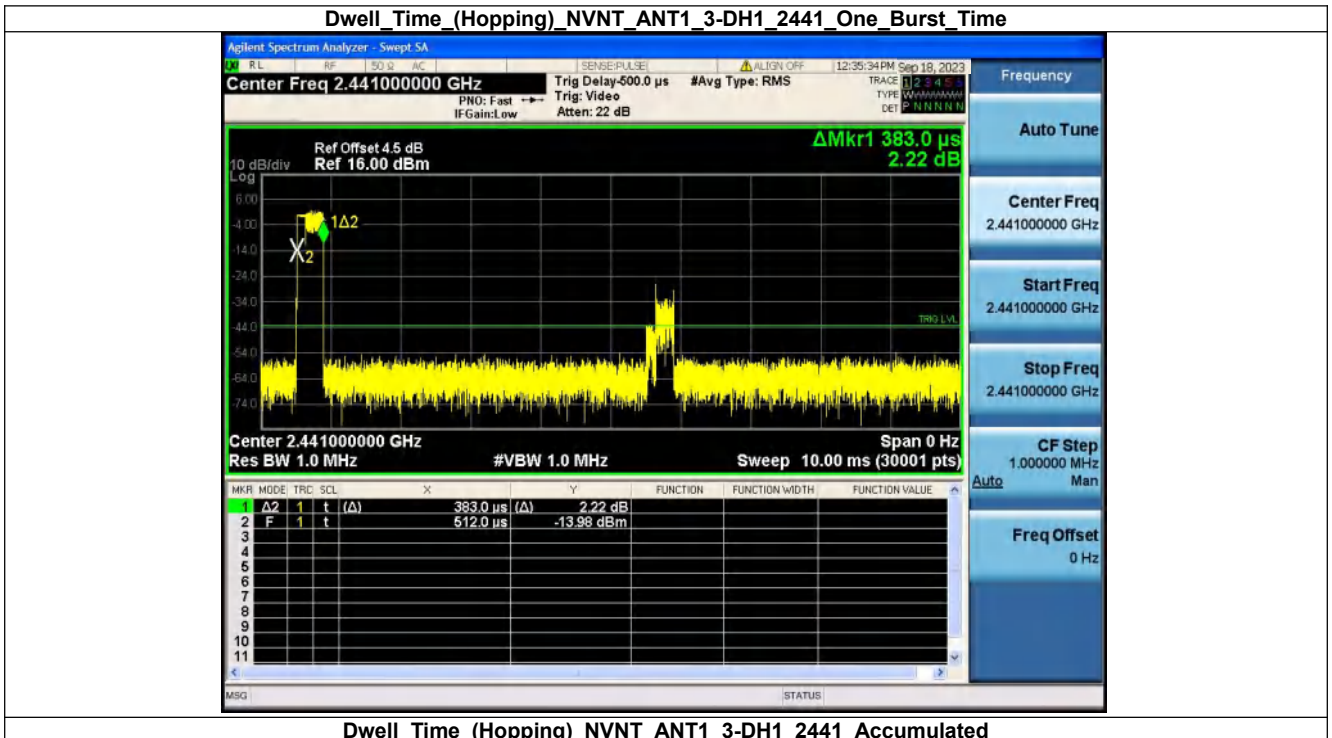 Dwell_Time_(Hopping)_NVNT_ANT1_3-DH1_2441_One_Burst_Time
Agilent Spectrum Analyzer - Swept SA
RL RF 50 Ω AC SENSE:PULSE ALIGN OFF 12:35:34 PM Sep 18, 2023
Center Freq 2.441000000 GHz
PNO: Fast
IFGain:Low
Trig Delay-500.0 µs
Trig: Video
Atten: 22 dB
#Avg Type: RMS
TRACE 1 2 3 4 5 6
TYPE
DET P N N N N N
Frequency
ΔMkr1 383.0 µs
2.22 dB
Ref Offset 4.5 dB
10 dB/div Ref 16.00 dBm
Log
6.00
-4.00
-14.0
-24.0
-34.0
-44.0
-54.0
-64.0
-74.0
1Δ2
X2
TRIG LVL
Center 2.441000000 GHz Span 0 Hz
Res BW 1.0 MHz #VBW 1.0 MHz Sweep 10.00 ms (30001 pts)
MKR MODE TRC SCL X Y FUNCTION FUNCTION WIDTH FUNCTION VALUE
1 Δ2 1 t (Δ) 383.0 µs (Δ) 2.22 dB
2 F 1 t 512.0 µs -13.98 dBm
3
4
5
6
7
8
9
10
11
MSG STATUS
Auto Tune
Center Freq
2.441000000 GHz
Start Freq
2.441000000 GHz
Stop Freq
2.441000000 GHz
CF Step
1.000000 MHz
Auto Man
Freq Offset
0 Hz
Dwell_Time_(Hopping)_NVNT_ANT1_3-DH1_2441_Accumulated